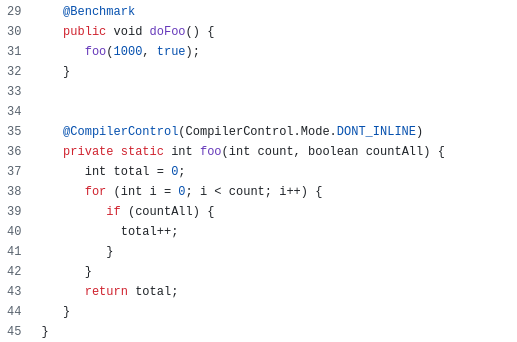 29 @Benchmark
30 public void doFoo() {
31 foo(1000, true);
32 }
33
34
35 @CompilerControl(CompilerControl.Mode.DONT_INLINE)
36 private static int foo(int count, boolean countAll) {
37 int total = 0;
38 for (int i = 0; i < count; i++) {
39 if (countAll) {
40 total++;
41 }
42 }
43 return total;
44 }
45 }